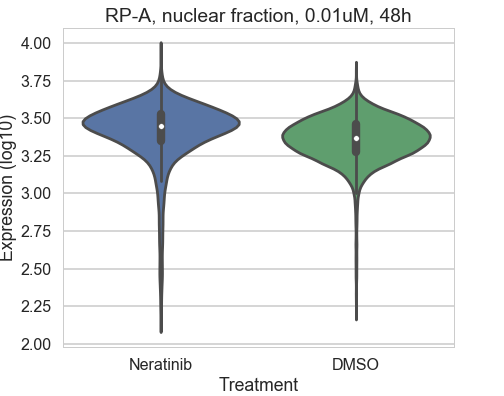 RP-A, nuclear fraction, 0.01uM, 48h
4.00
3.75
3.50
3.25
3.00
2.75
2.50
2.25
2.00
Expression (log10)
Neratinib
DMSO
Treatment